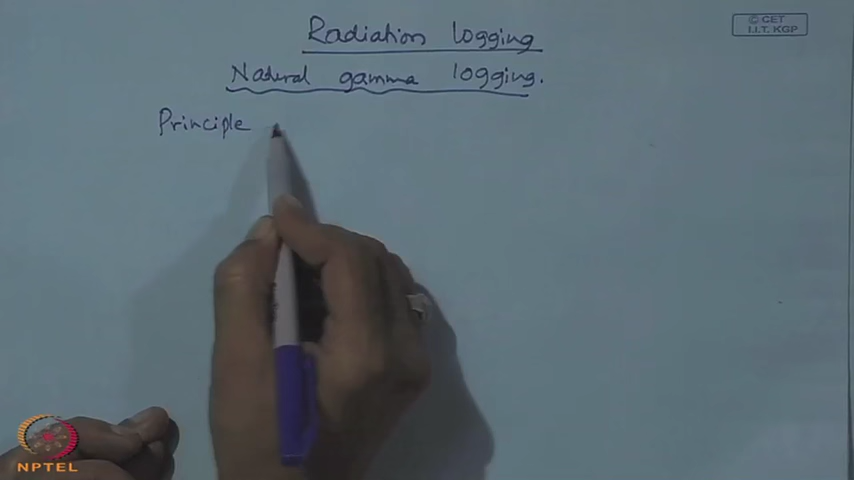 Radiation logging
© CET
I.I.T. KGP
Natural gamma logging.
Principle
NPTEL